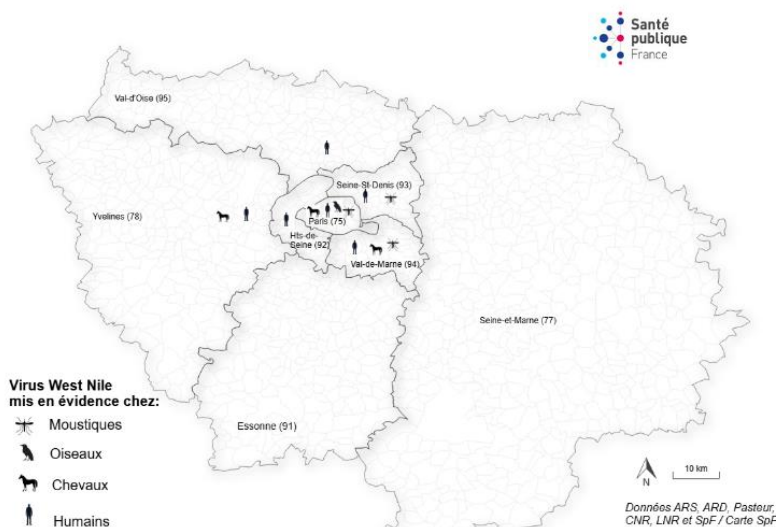 Santé
publique
France
Val-d'Oise (95)
Seine-St-Denis (93)
Yvelines (78)
Paris (75)
Hts-de-
Seine (92)
Val-de-Marne (94)
Seine-et-Marne (77)
Essonne (91)
Virus West Nile
mis en évidence chez:
Moustiques
Oiseaux
Chevaux
Humains
N
10 km
Données ARS, ARD, Pasteur,
CNR, LNR et SpF / Carte SpF